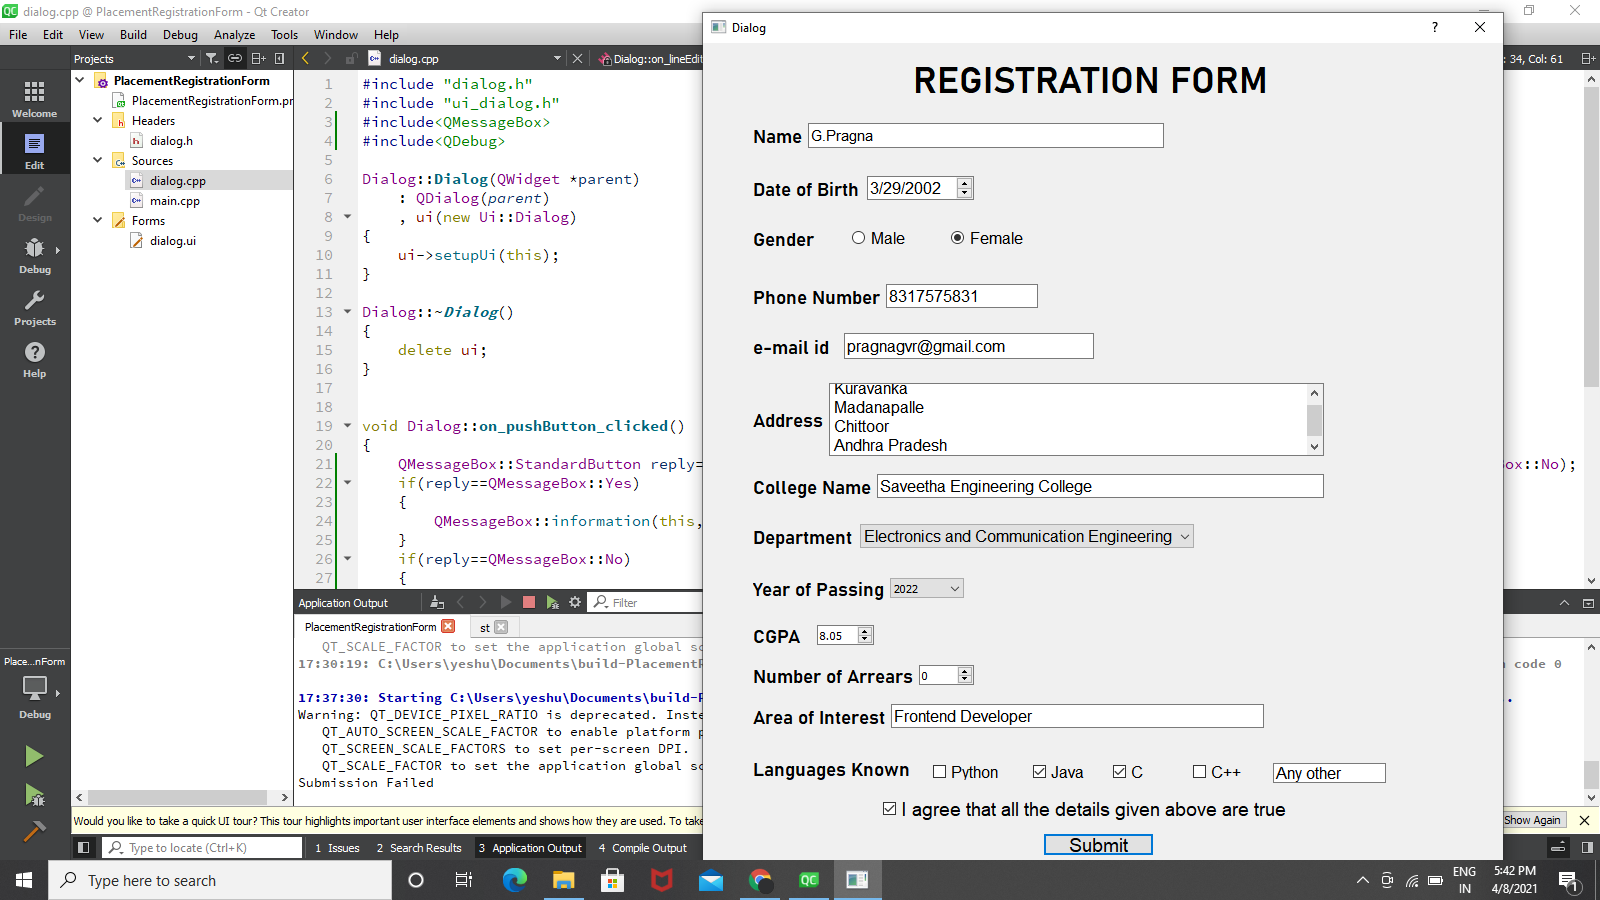 dialog.cpp @ PlacementRegistrationForm - Qt Creator
File Edit View Build Debug Analyze Tools Window Help
Projects
dialog.cpp
Dialog::on_lineEdi
: 34, Col: 61
Welcome
Edit
Design
Debug
Projects
Help
PlacementRegistrationForm
PlacementRegistrationForm.pr
Headers
dialog.h
Sources
dialog.cpp
main.cpp
Forms
dialog.ui
1 #include "dialog.h"
2 #include "ui_dialog.h"
3 #include<QMessageBox>
4 #include<QDebug>
5
6 Dialog::Dialog(QWidget *parent)
7 : QDialog(parent)
8 , ui(new Ui::Dialog)
9 {
10 ui->setupUi(this);
11 }
12
13 Dialog::~Dialog()
14 {
15 delete ui;
16 }
17
18
19 void Dialog::on_pushButton_clicked()
20 {
21 QMessageBox::StandardButton reply= ox::No);
22 if(reply==QMessageBox::Yes)
23 {
24 QMessageBox::information(this,
25 }
26 if(reply==QMessageBox::No)
27 {
Application Output
Filter
PlacementRegistrationForm
st
QT_SCALE_FACTOR to set the application global sc
17:30:19: C:\Users\yeshu\Documents\build-PlacementR code 0
17:37:30: Starting C:\Users\yeshu\Documents\build-P .
Warning: QT_DEVICE_PIXEL_RATIO is deprecated. Inste
QT_AUTO_SCREEN_SCALE_FACTOR to enable platform p
QT_SCREEN_SCALE_FACTORS to set per-screen DPI.
QT_SCALE_FACTOR to set the application global sc
Submission Failed
Place...nForm
Debug
Would you like to take a quick UI tour? This tour highlights important user interface elements and shows how they are used. To take
Show Again
Type to locate (Ctrl+K)
1 Issues 2 Search Results 3 Application Output 4 Compile Output
Dialog
?
REGISTRATION FORM
Name G.Pragna
Date of Birth 3/29/2002
Gender Male Female
Phone Number 8317575831
e-mail id pragnagvr@gmail.com
Address
Kuravanka
Madanapalle
Chittoor
Andhra Pradesh
College Name Saveetha Engineering College
Department Electronics and Communication Engineering
Year of Passing 2022
CGPA 8.05
Number of Arrears 0
Area of Interest Frontend Developer
Languages Known Python Java C C++ Any other
I agree that all the details given above are true
Submit
Type here to search
ENG
IN
5:42 PM
4/8/2021
1